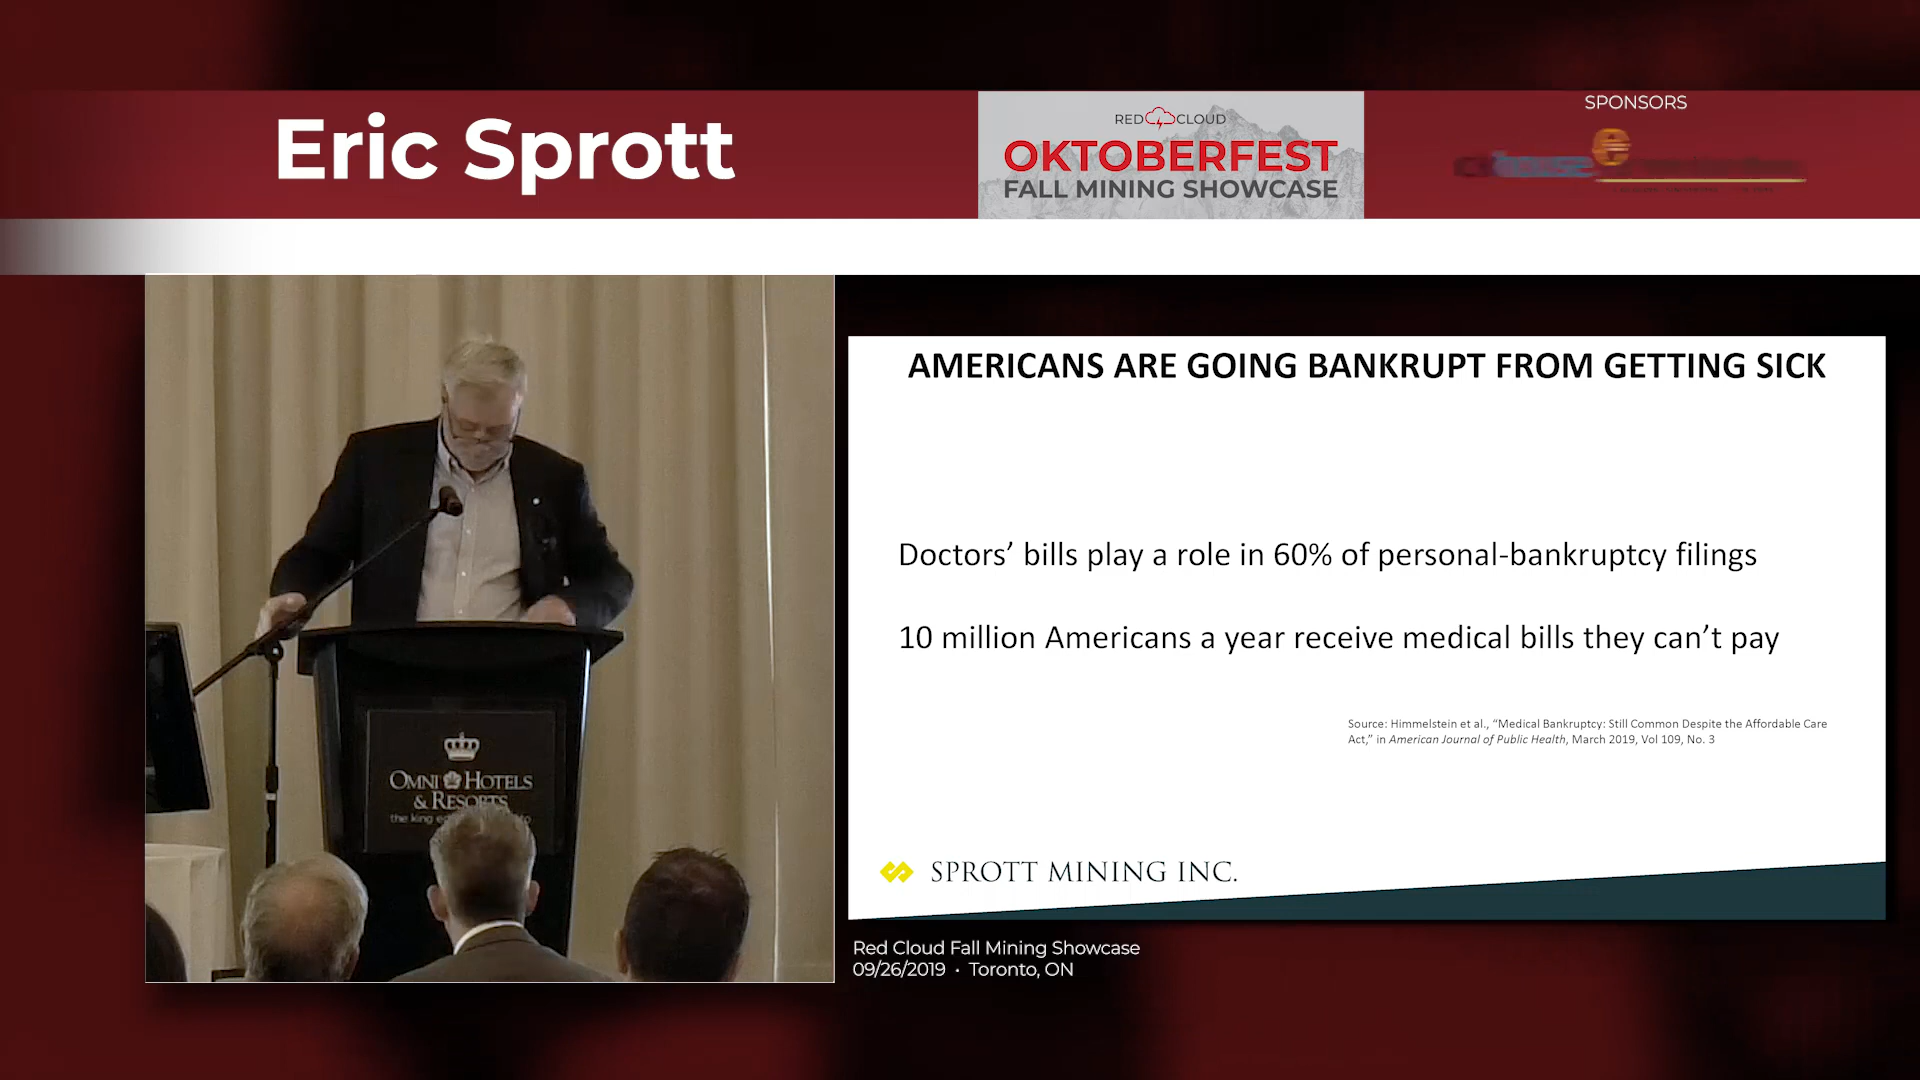 Eric Sprott
RED CLOUD
OKTOBERFEST
FALL MINING SHOWCASE
SPONSORS
AMERICANS ARE GOING BANKRUPT FROM GETTING SICK
Doctors’ bills play a role in 60% of personal-bankruptcy filings
10 million Americans a year receive medical bills they can’t pay
Source: Himmelstein et al., “Medical Bankruptcy: Still Common Despite the Affordable Care
Act,” in American Journal of Public Health, March 2019, Vol 109, No. 3
SPROTT MINING INC.
OMNI HOTELS
& RESORTS
the king
Red Cloud Fall Mining Showcase
09/26/2019 · Toronto, ON